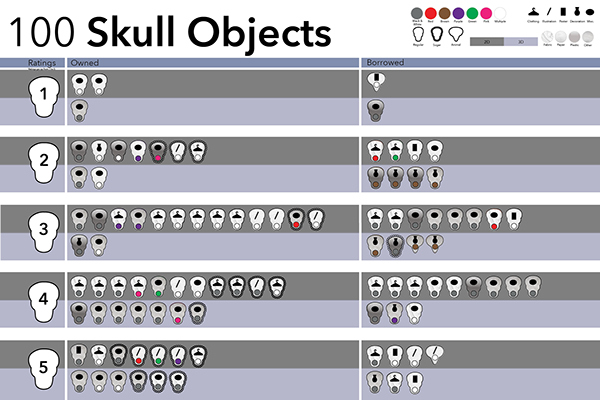 100 Skull Objects
Black & White Red Brown Purple Green Pink Multiple
Clothing Illustration Poster Decoration Misc
Regular Sugar Animal
2D 3D
Fabric Paper Plastic Other
Ratings Owned Borrowed
1
2
3
4
5